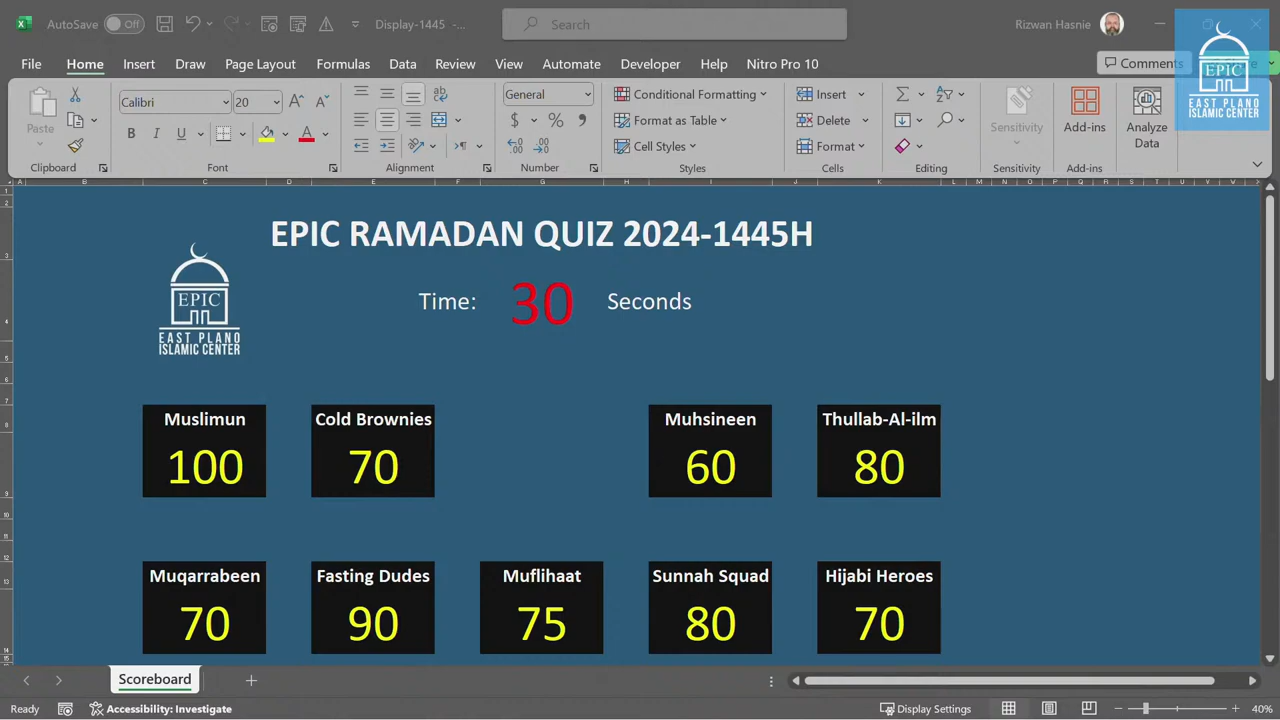 AutoSave Off Display-1445 -... Search Rizwan Hasnie
File Home Insert Draw Page Layout Formulas Data Review View Automate Developer Help Nitro Pro 10 Comments
EPIC
EAST PLANO
ISLAMIC CENTER
Calibri 20 General Conditional Formatting Insert
Paste Format as Table Delete Sensitivity Add-ins Analyze Data
B I U A $ % Cell Styles Format
Clipboard Font Alignment Number Styles Cells Editing Sensitivity Add-ins
A B C D E F G H I J K L M N O P Q R S T U V W X Y
EPIC RAMADAN QUIZ 2024-1445H
Time: 30 Seconds
EPIC
EAST PLANO
ISLAMIC CENTER
Muslimun Cold Brownies Muhsineen Thullab-Al-ilm
100 70 60 80
Muqarrabeen Fasting Dudes Muflihaat Sunnah Squad Hijabi Heroes
70 90 75 80 70
Scoreboard
Ready Accessibility: Investigate Display Settings 40%